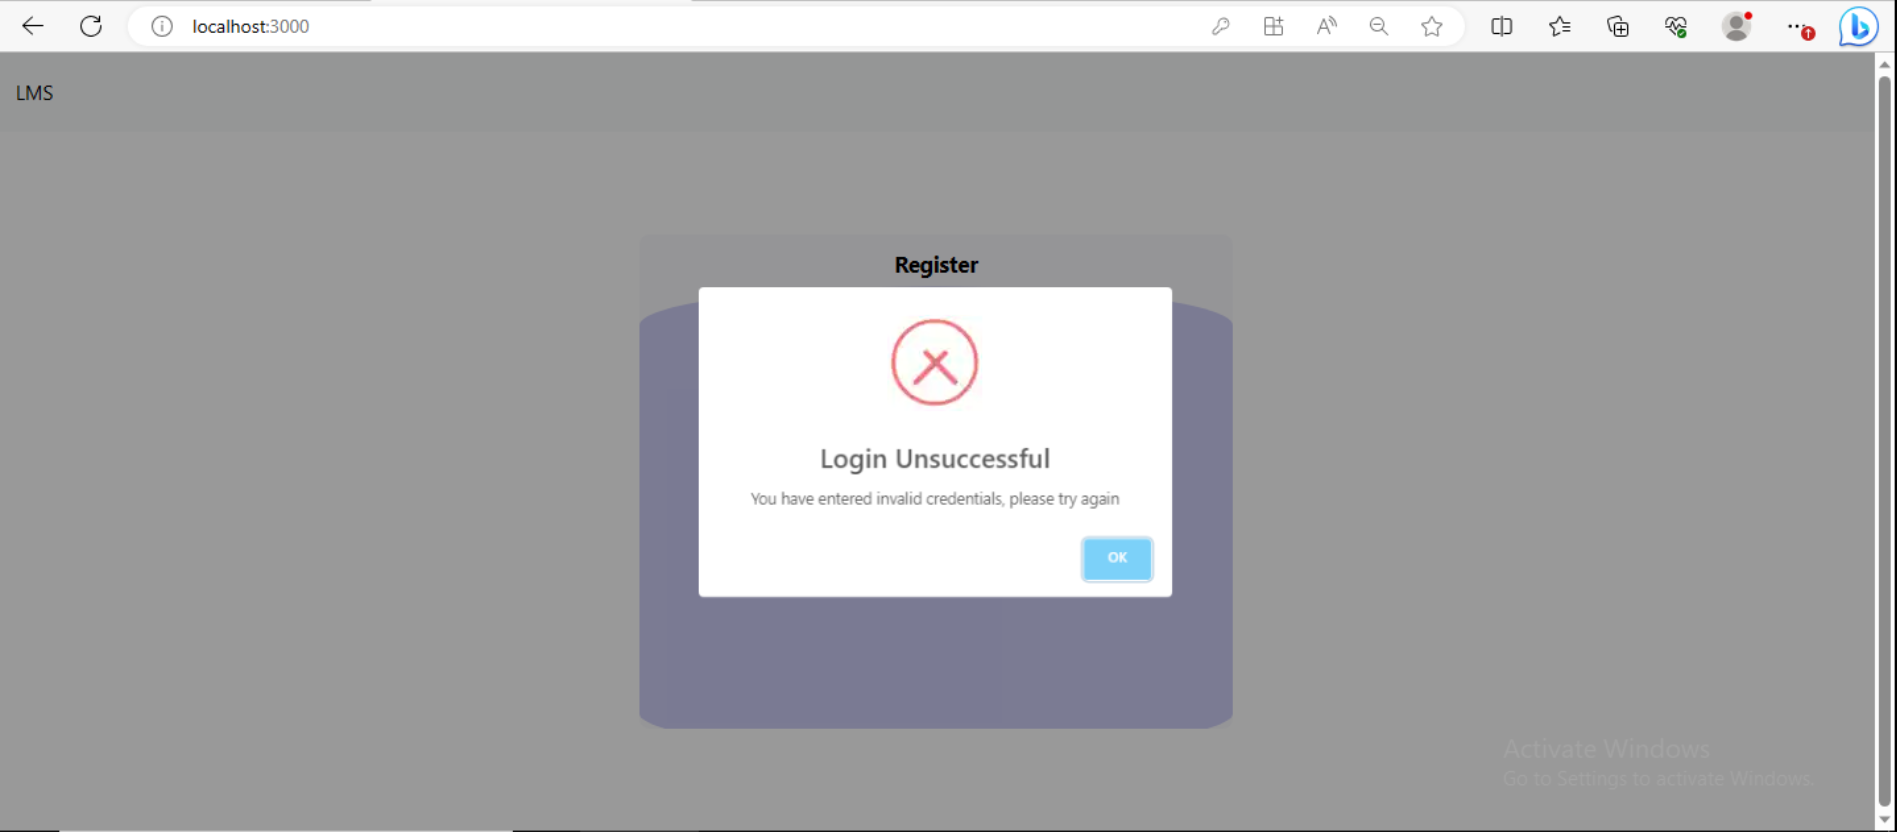 localhost:3000
LMS
Register
Login Unsuccessful
You have entered invalid credentials, please try again
OK
Activate Windows
Go to Settings to activate Windows.